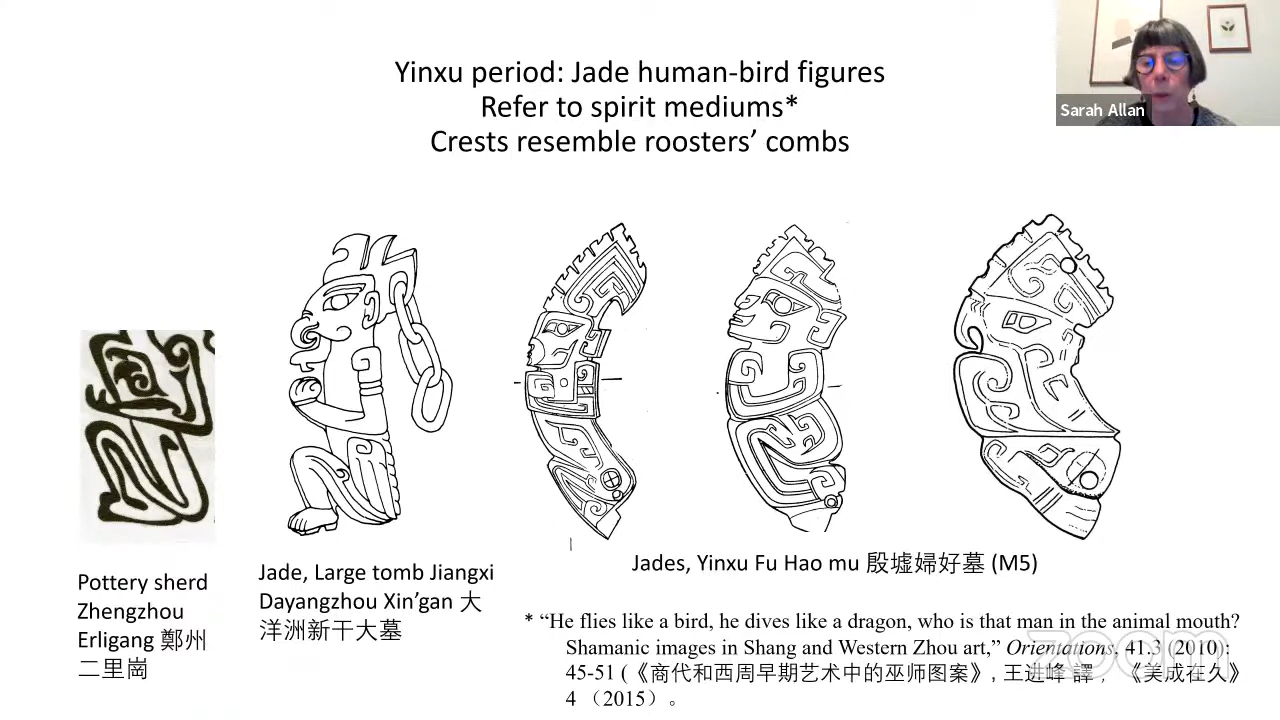 Yinxu period: Jade human-bird figures
Refer to spirit mediums*
Crests resemble roosters’ combs
Sarah Allan
Pottery sherd
Zhengzhou
Erligang 鄭州
二里崗
Jade, Large tomb Jiangxi
Dayangzhou Xin’gan 大
洋洲新干大墓
Jades, Yinxu Fu Hao mu 殷墟婦好墓 (M5)
* “He flies like a bird, he dives like a dragon, who is that man in the animal mouth?
Shamanic images in Shang and Western Zhou art,” Orientations, 41.3 (2010):
45-51 (《商代和西周早期艺术中的巫师图案》, 王进峰 譯， 《美成在久》
4 （2015）。
zoom